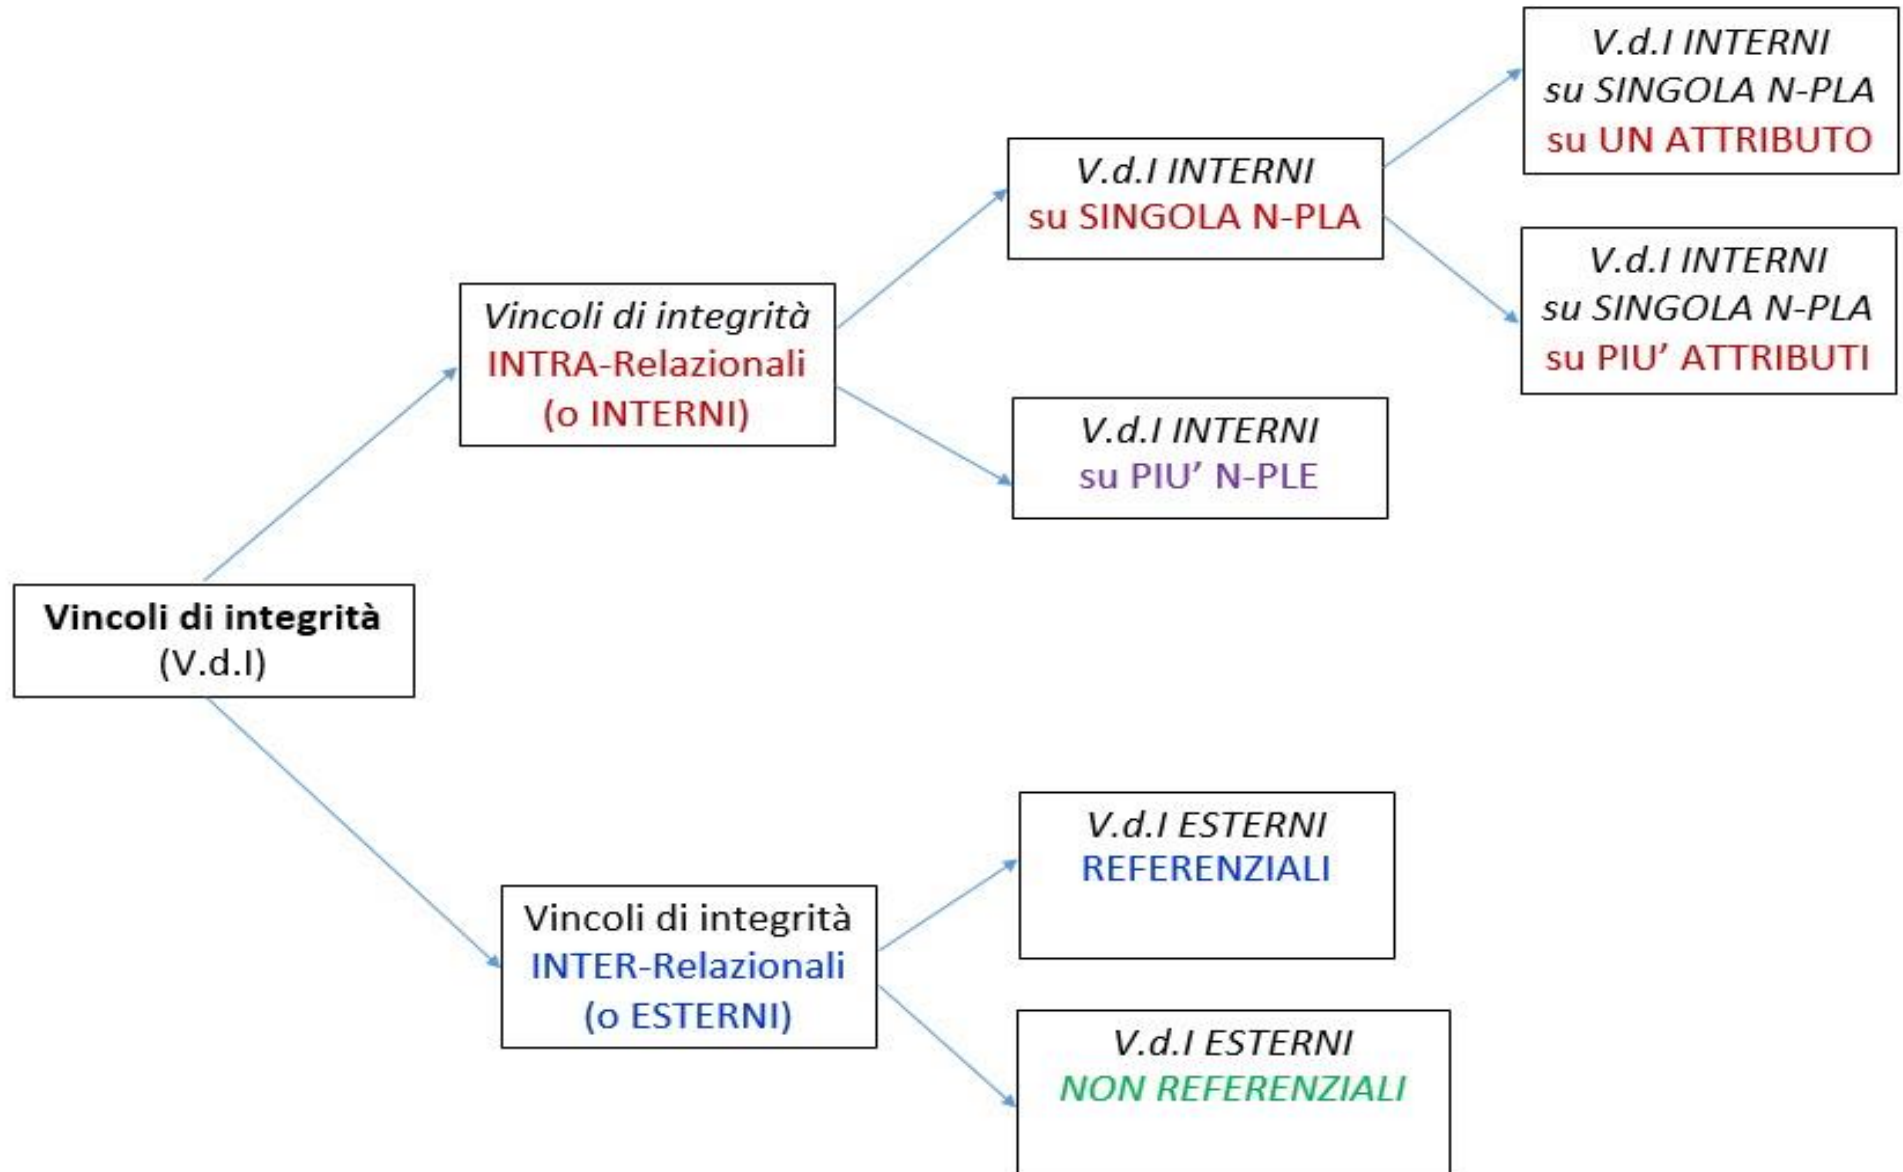 V.d.I INTERNI
su SINGOLA N-PLA
su UN ATTRIBUTO
V.d.I INTERNI
su SINGOLA N-PLA
V.d.I INTERNI
su SINGOLA N-PLA
su PIU’ ATTRIBUTI
Vincoli di integrità
INTRA-Relazionali
(o INTERNI)
V.d.I INTERNI
su PIU’ N-PLE
Vincoli di integrità
(V.d.I)
V.d.I ESTERNI
REFERENZIALI
Vincoli di integrità
INTER-Relazionali
(o ESTERNI)
V.d.I ESTERNI
NON REFERENZIALI